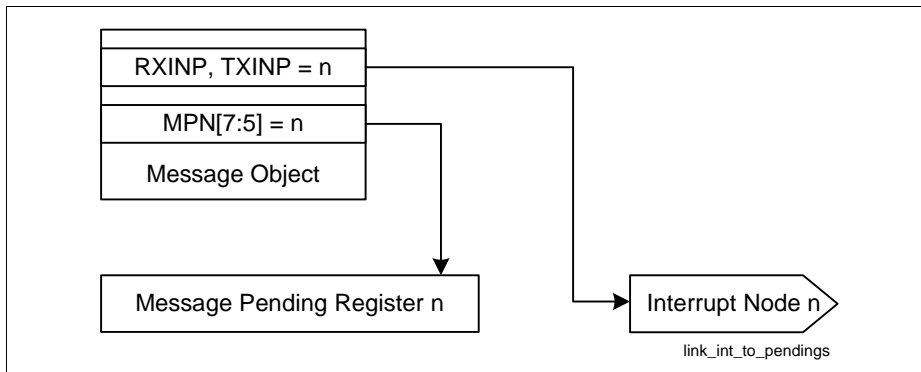 RXINP, TXINP = n
MPN[7:5] = n
Message Object
Message Pending Register n
Interrupt Node n
link_int_to_pendings